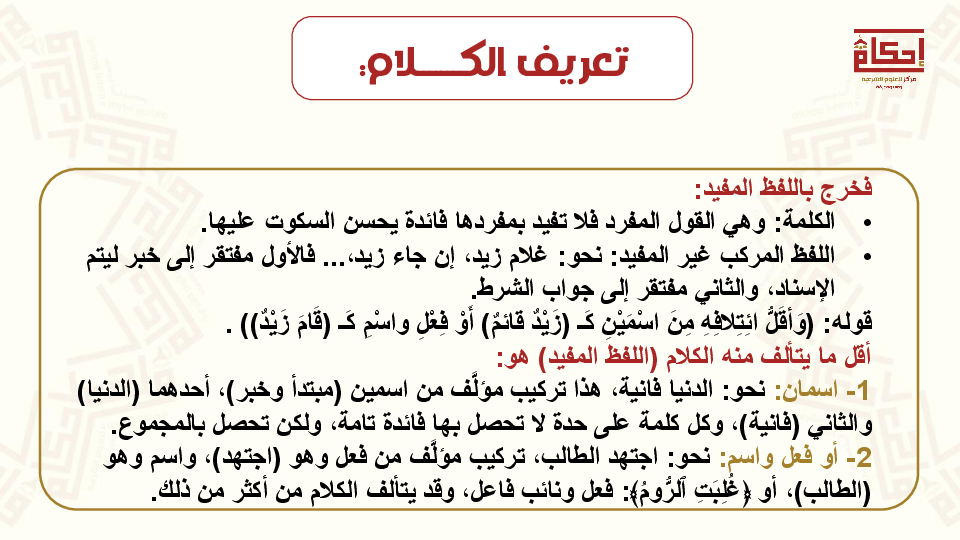 تعريف الكـــــلام:
إحكام
مركز للعلوم الشرعية
فخرج باللفظ المفيد:
• الكلمة: وهي القول المفرد فلا تفيد بمفردها فائدة يحسن السكوت عليها.
• اللفظ المركب غير المفيد: نحو: غلام زيد، إن جاء زيد،... فالأول مفتقر إلى خبر ليتم
الإسناد، والثاني مفتقر إلى جواب الشرط.
قوله: (وَأقَلُّ ائِتِلافِهِ مِنَ اسْمَيْنِ كَـ (زَيْدٌ قائمٌ) أَوْ فِعْلِ واسْمِ كَـ (قَامَ زَيْدٌ)) .
أقل ما يتألف منه الكلام (اللفظ المفيد) هو:
1- اسمان: نحو: الدنيا فانية، هذا تركيب مؤلَّف من اسمين (مبتدأ وخبر)، أحدهما (الدنيا)
والثاني (فانية)، وكل كلمة على حدة لا تحصل بها فائدة تامة، ولكن تحصل بالمجموع.
2- أو فعل واسم: نحو: اجتهد الطالب، تركيب مؤلَّف من فعل وهو (اجتهد)، واسم وهو
(الطالب)، أو ﴿غُلِبَتِ ٱلرُّومُ﴾: فعل ونائب فاعل، وقد يتألف الكلام من أكثر من ذلك.